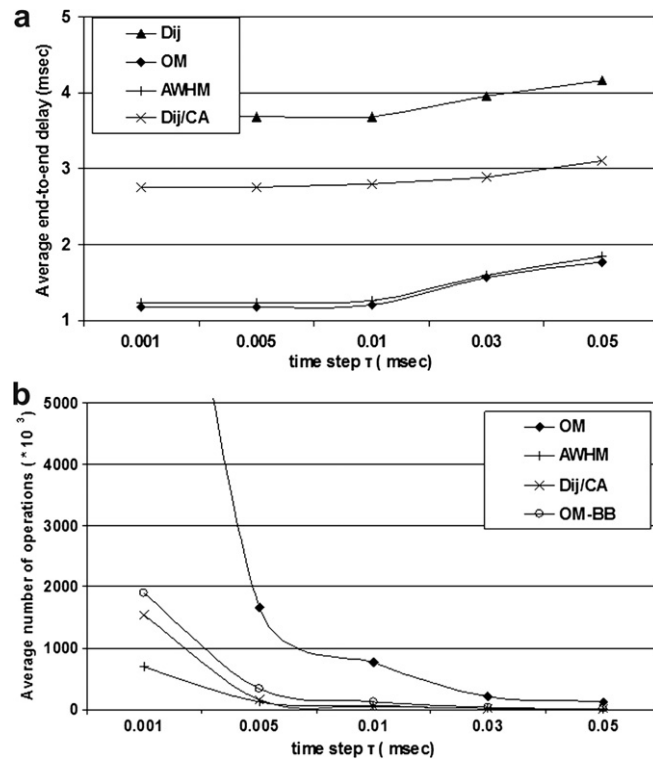 a
Average end-to-end delay (msec)
5
4
3
2
1
Dij
OM
AWHM
Dij/CA
0.001 0.005 0.01 0.03 0.05
time step τ ( msec)
b
Average number of operations ( * 10 ³)
5000
4000
3000
2000
1000
0
OM
AWHM
Dij/CA
OM-BB
0.001 0.005 0.01 0.03 0.05
time step τ ( msec)